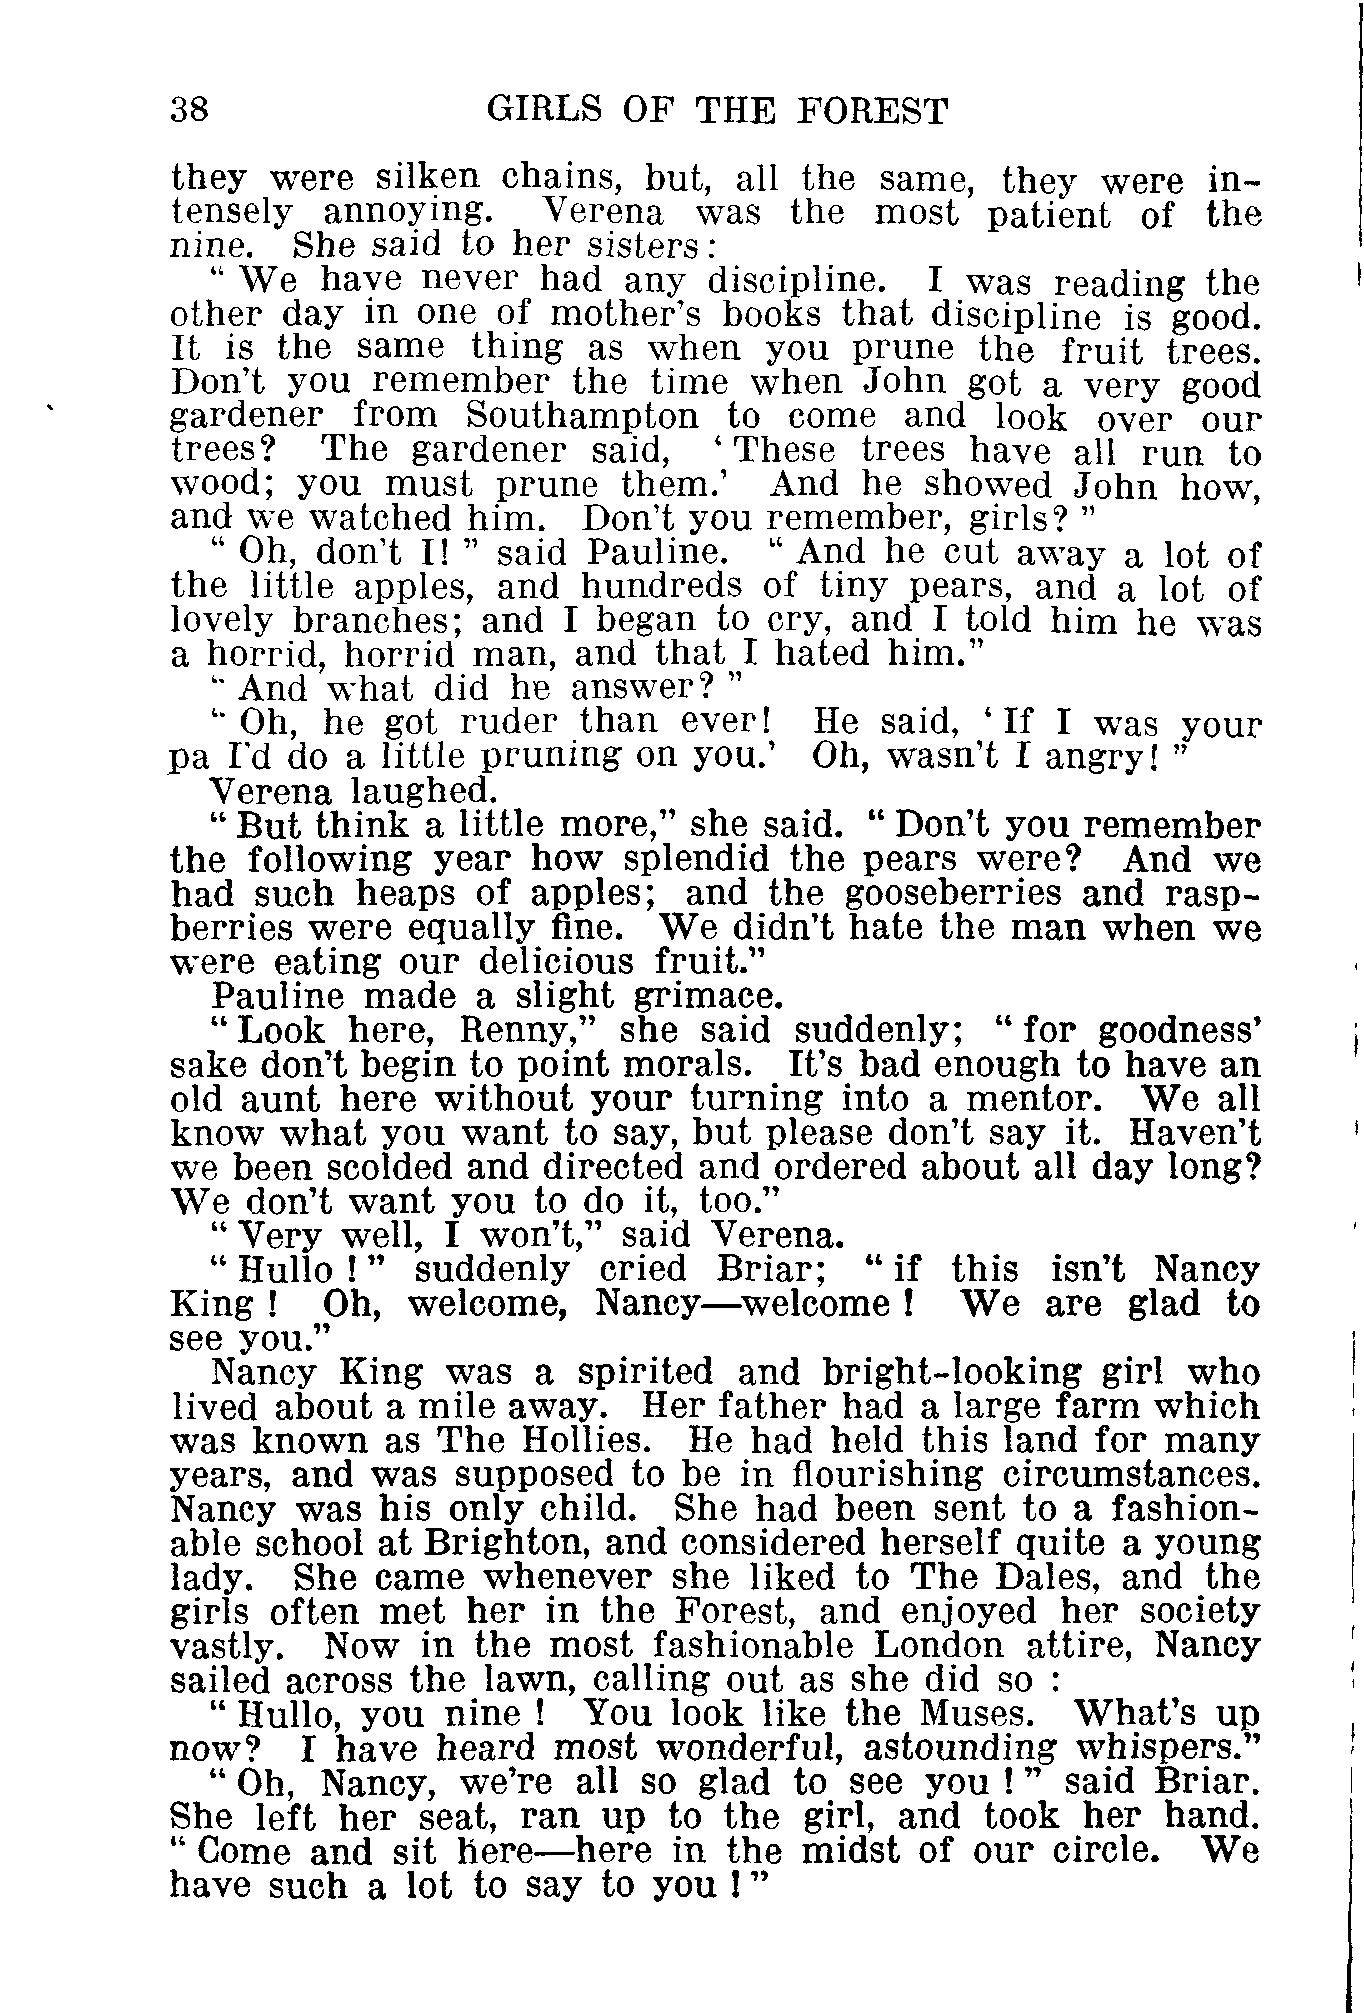 38 GIRLS OF THE FOREST
they were silken chains, but, all the same, they were in-
tensely annoying. Verena was the most patient of the
nine. She said to her sisters:
“ We have never had any discipline. I was reading the
other day in one of mother’s books that discipline is good.
It is the same thing as when you prune the fruit trees.
Don’t you remember the time when John got a very good
gardener from Southampton to come and look over our
trees? The gardener said, ‘ These trees have all run to
wood; you must prune them.’ And he showed John how,
and we watched him. Don’t you remember, girls? ”
“ Oh, don’t I! ” said Pauline. “ And he cut away a lot of
the little apples, and hundreds of tiny pears, and a lot of
lovely branches; and I began to cry, and I told him he was
a horrid, horrid man, and that I hated him.”
“ And what did he answer? ”
“ Oh, he got ruder than ever! He said, ‘ If I was your
pa I’d do a little pruning on you.’ Oh, wasn’t I angry! ”
Verena laughed.
“ But think a little more,” she said. “ Don’t you remember
the following year how splendid the pears were? And we
had such heaps of apples; and the gooseberries and rasp-
berries were equally fine. We didn’t hate the man when we
were eating our delicious fruit.”
Pauline made a slight grimace.
“ Look here, Renny,” she said suddenly; “ for goodness’
sake don’t begin to point morals. It’s bad enough to have an
old aunt here without your turning into a mentor. We all
know what you want to say, but please don’t say it. Haven’t
we been scolded and directed and ordered about all day long?
We don’t want you to do it, too.”
“ Very well, I won’t,” said Verena.
“ Hullo ! ” suddenly cried Briar; “ if this isn’t Nancy
King ! Oh, welcome, Nancy—welcome ! We are glad to
see you.”
Nancy King was a spirited and bright-looking girl who
lived about a mile away. Her father had a large farm which
was known as The Hollies. He had held this land for many
years, and was supposed to be in flourishing circumstances.
Nancy was his only child. She had been sent to a fashion-
able school at Brighton, and considered herself quite a young
lady. She came whenever she liked to The Dales, and the
girls often met her in the Forest, and enjoyed her society
vastly. Now in the most fashionable London attire, Nancy
sailed across the lawn, calling out as she did so :
“ Hullo, you nine ! You look like the Muses. What’s up
now? I have heard most wonderful, astounding whispers.”
“ Oh, Nancy, we’re all so glad to see you ! ” said Briar.
She left her seat, ran up to the girl, and took her hand.
“ Come and sit here—here in the midst of our circle. We
have such a lot to say to you ! ”